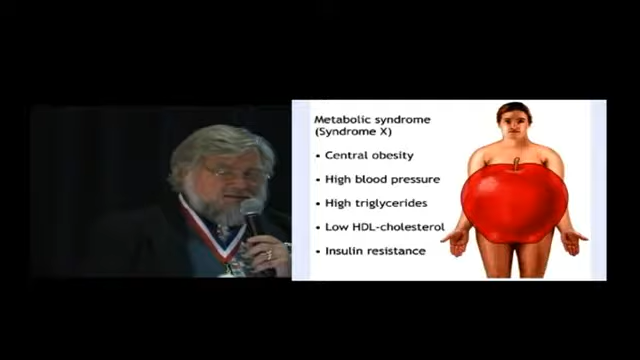 Metabolic syndrome
(Syndrome X)
• Central obesity
• High blood pressure
• High triglycerides
• Low HDL-cholesterol
• Insulin resistance